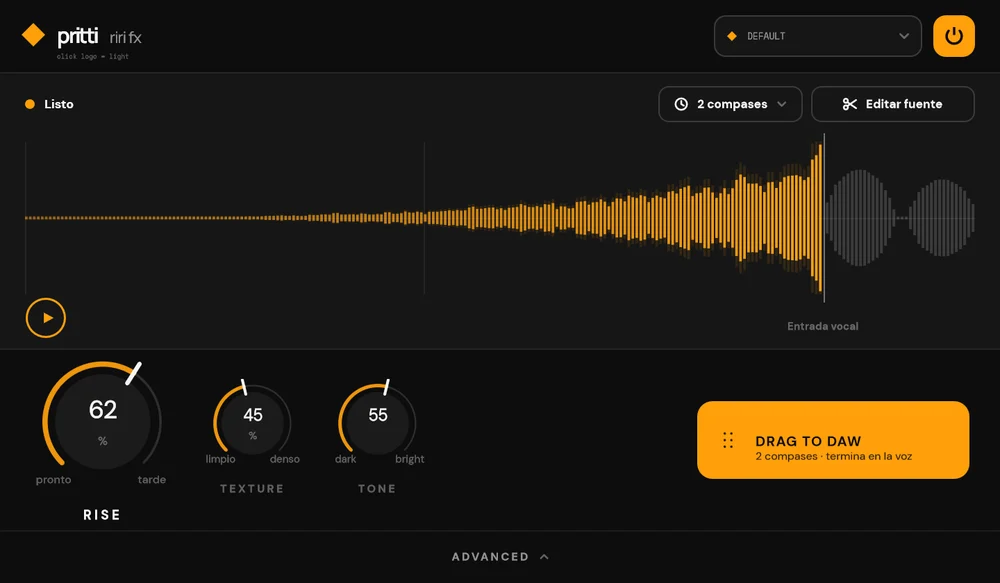 pritti riri fx
click logo = light
DEFAULT
Listo
2 compases
Editar fuente
Entrada vocal
62
%
pronto tarde
RISE
45
%
limpio denso
TEXTURE
55
dark bright
TONE
DRAG TO DAW
2 compases · termina en la voz
ADVANCED